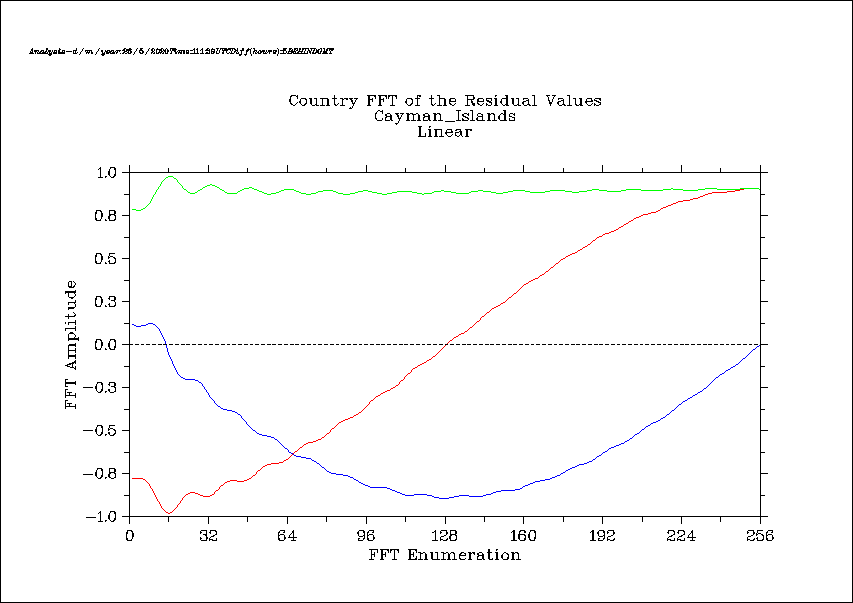 Country FFT of the Residual Values
Cayman_Islands
Linear
1.0
0.8
0.5
0.3
0.0
-0.3
-0.5
-0.8
-1.0
FFT Amplitude
0 32 64 96 128 160 192 224 256
FFT Enumeration